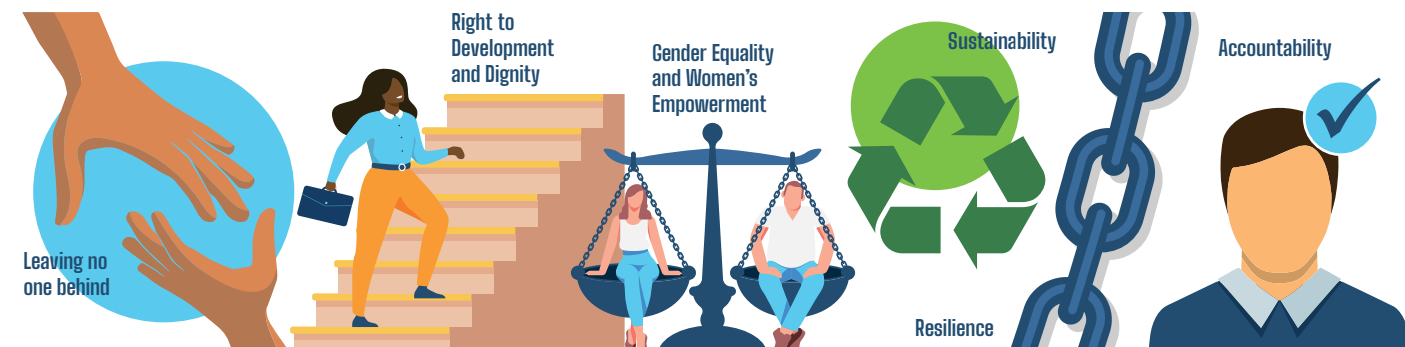 Leaving no
one behind
Right to
Development
and Dignity
Gender Equality
and Women’s
Empowerment
Sustainability
Resilience
Accountability